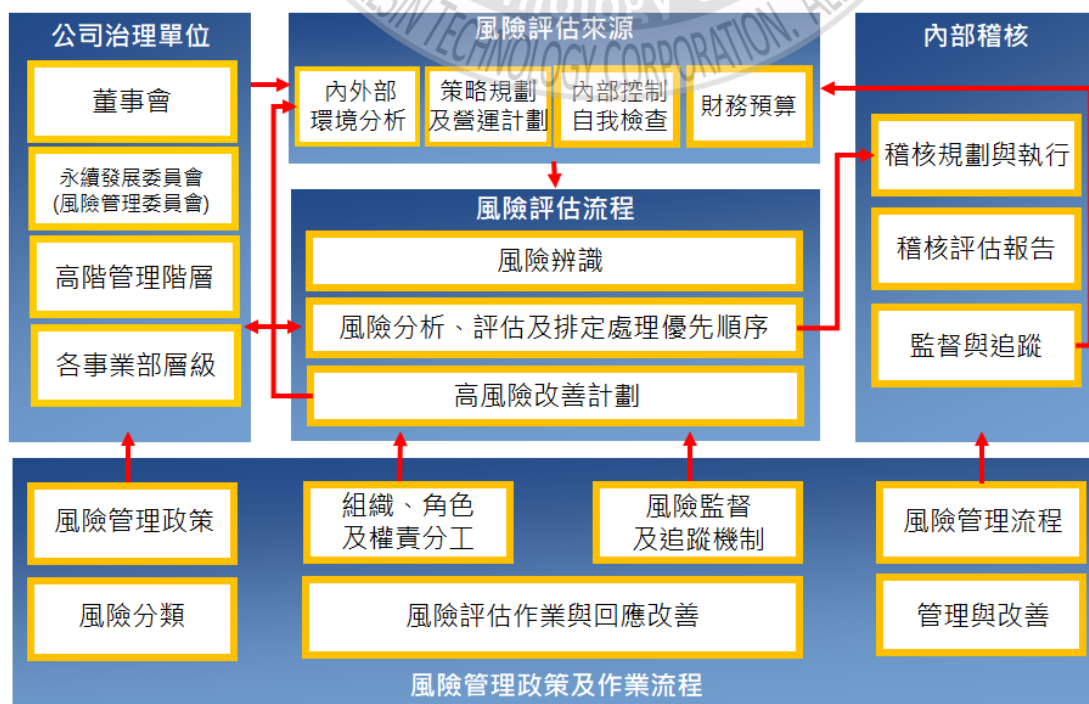 公司治理單位
董事會
永續發展委員會
(風險管理委員會)
高階管理階層
各事業部層級
風險評估來源
內外部
環境分析
策略規劃
及營運計劃
內部控制
自我檢查
財務預算
風險評估流程
風險辨識
風險分析、評估及排定處理優先順序
高風險改善計劃
內部稽核
稽核規劃與執行
稽核評估報告
監督與追蹤
風險管理政策
風險分類
組織、角色
及權責分工
風險監督
及追蹤機制
風險評估作業與回應改善
風險管理流程
管理與改善
風險管理政策及作業流程
TECHNOLOGY CORPORATION.